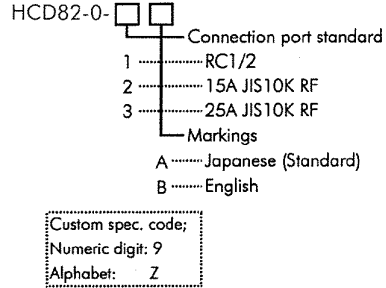 HCD82-0-□ □
Connection port standard
1 ········ RC1/2
2 ········ 15A JIS10K RF
3 ········ 25A JIS10K RF
Markings
A ········ Japanese (Standard)
B ········ English
Custom spec. code;
Numeric digit: 9
Alphabet: Z